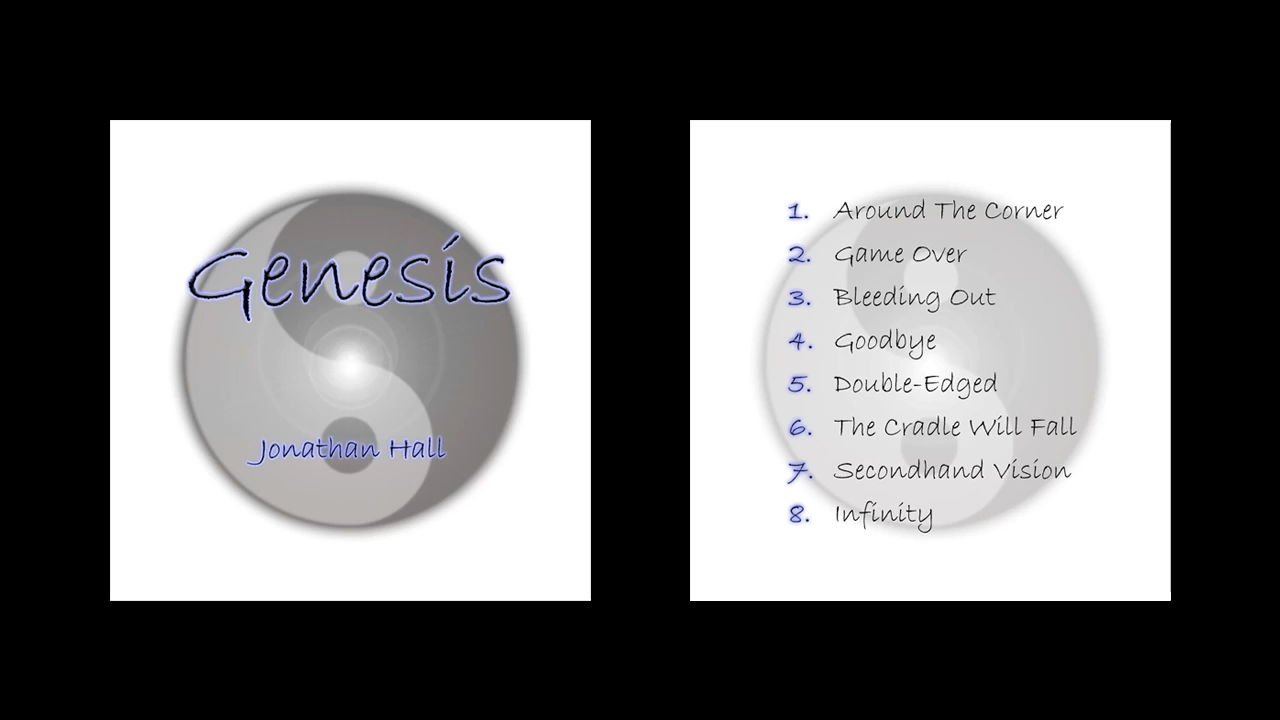 Genesis
Jonathan Hall
1. Around The Corner
2. Game Over
3. Bleeding Out
4. Goodbye
5. Double-Edged
6. The Cradle Will Fall
7. Secondhand Vision
8. Infinity